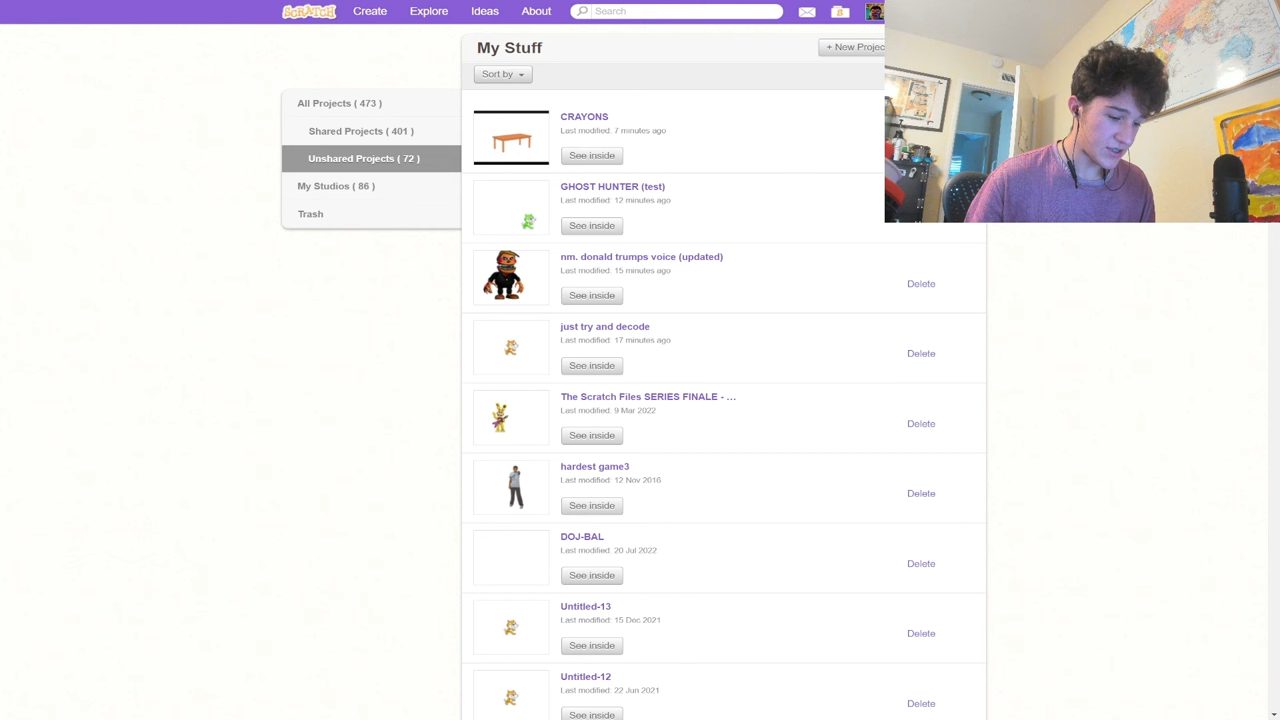 SCRATCH Create Explore Ideas About Search
My Stuff
+ New Projec
Sort by
All Projects ( 473 )
Shared Projects ( 401 )
Unshared Projects ( 72 )
My Studios ( 86 )
Trash
CRAYONS
Last modified: 7 minutes ago
See inside
GHOST HUNTER (test)
Last modified: 12 minutes ago
See inside
nm. donald trumps voice (updated)
Last modified: 15 minutes ago
Delete
See inside
just try and decode
Last modified: 17 minutes ago
Delete
See inside
The Scratch Files SERIES FINALE - ...
Last modified: 9 Mar 2022
Delete
See inside
hardest game3
Last modified: 12 Nov 2016
Delete
See inside
DOJ-BAL
Last modified: 20 Jul 2022
Delete
See inside
Untitled-13
Last modified: 15 Dec 2021
Delete
See inside
Untitled-12
Last modified: 22 Jun 2021
Delete
See inside